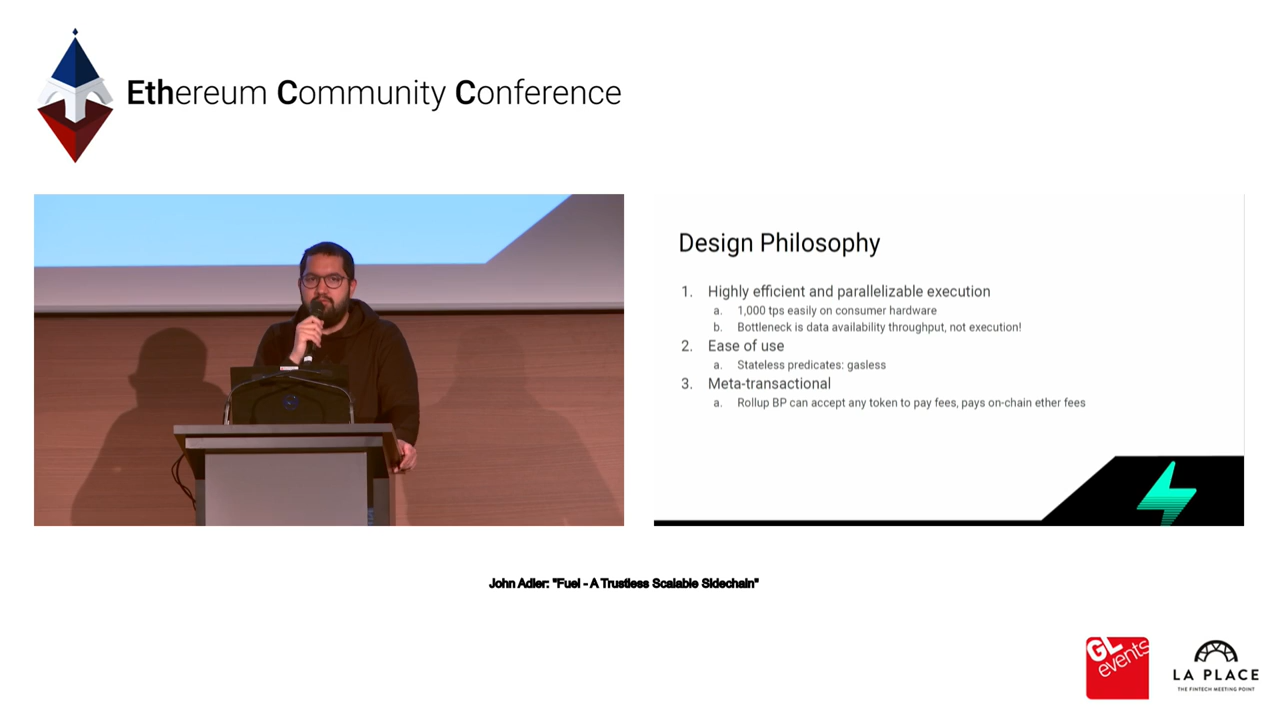 Ethereum Community Conference
Design Philosophy
1. Highly efficient and parallelizable execution
a. 1,000 tps easily on consumer hardware
b. Bottleneck is data availability throughput, not execution!
2. Ease of use
a. Stateless predicates: gasless
3. Meta-transactional
a. Rollup BP can accept any token to pay fees, pays on-chain ether fees
John Adler: "Fuel - A Trustless Scalable Sidechain"
GL events
LA PLACE
THE FINTECH MEETING POINT